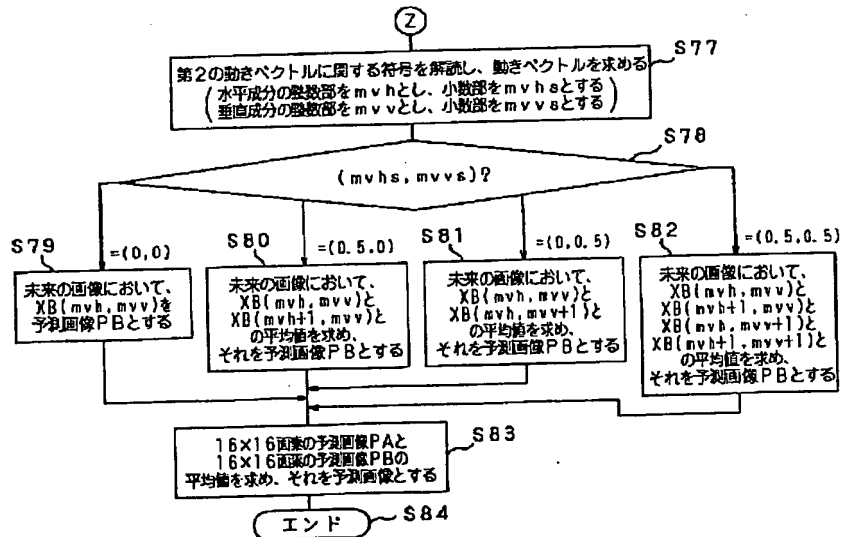 Z
S77
第2の動きベクトルに関する符号を解読し、動きベクトルを求める
(水平成分の整数部をmvhとし、小数部をmvhsとする
垂直成分の整数部をmvvとし、小数部をmvvsとする)
S78
(mvhs,mvvs)?
S79
=(0,0)
未来の画像において、
XB(mvh,mvv)を
予測画像PBとする
S80
=(0.5,0)
未来の画像において、
XB(mvh,mvv)と
XB(mvh+1,mvv)と
の平均値を求め、
それを予測画像PBとする
S81
=(0,0.5)
未来の画像において、
XB(mvh,mvv)と
XB(mvh,mvv+1)と
の平均値を求め、
それを予測画像PBとする
S82
=(0.5,0.5)
未来の画像において、
XB(mvh,mvv)と
XB(mvh+1,mvv)と
XB(mvh,mvv+1)と
XB(mvh+1,mvv+1)と
の平均値を求め、
それを予測画像PBとする
S83
16×16画素の予測画像PAと
16×16画素の予測画像PBの
平均値を求め、それを予測画像とする
エンド
S84